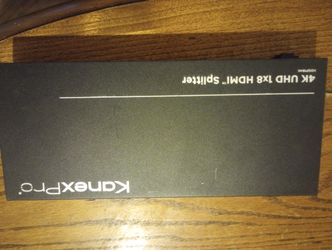 KanexPro
4K UHD 1x8 HDMI™ Splitter